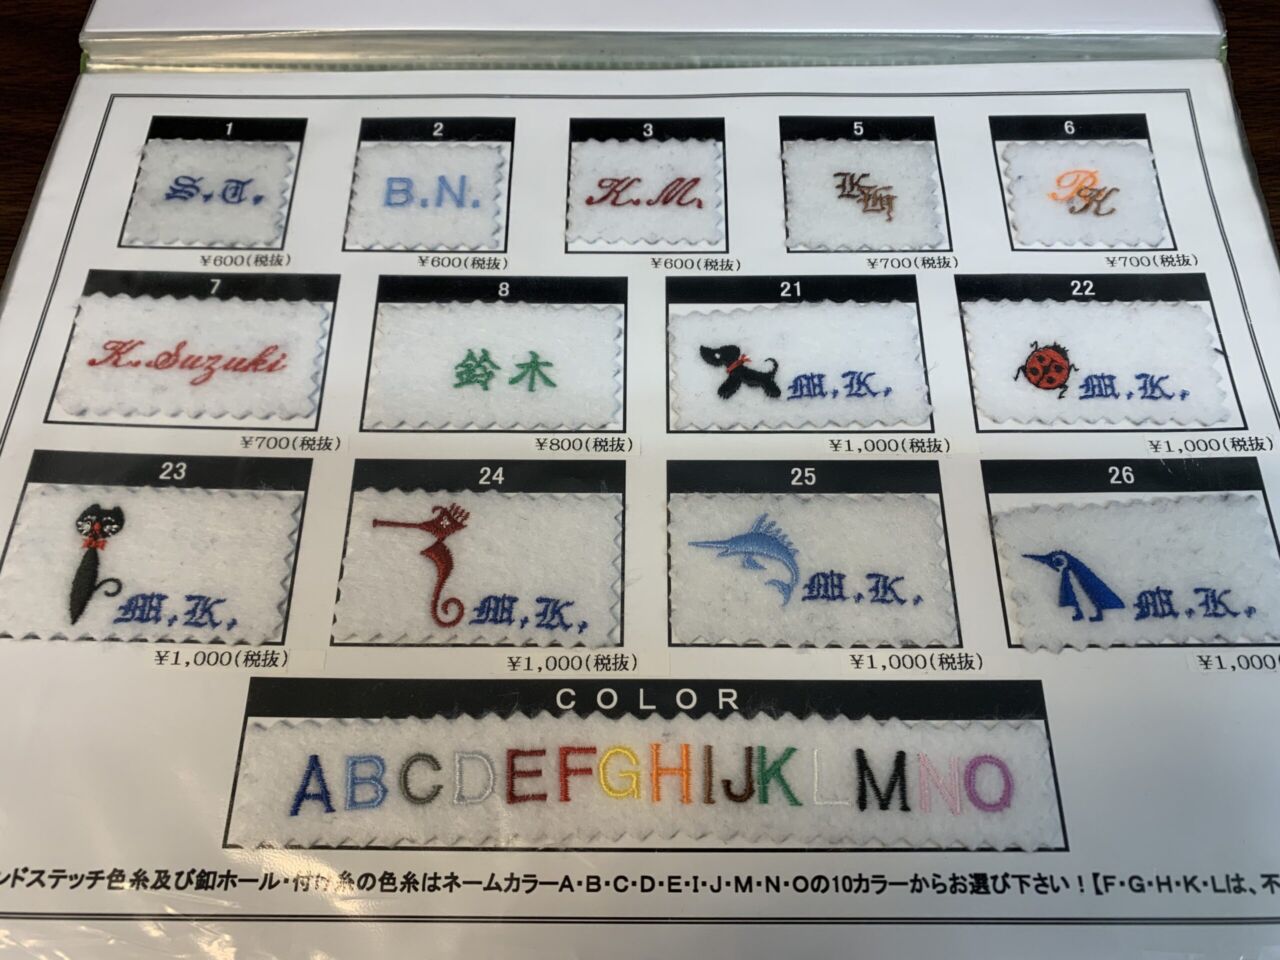 1 2 3 5 6
S.T. B.N. K.M. PK
¥600(税抜) ¥600(税抜) ¥600(税抜) ¥700(税抜) ¥700(税抜)
7 8 21 22
K.Suzuki 鈴木 M.K. M.K.
¥700(税抜) ¥800(税抜) ¥1,000(税抜) ¥1,000(税抜)
23 24 25 26
M.K. M.K. M.K. M.K.
¥1,000(税抜) ¥1,000(税抜) ¥1,000(税抜) ¥1,000
COLOR
ABCDEFGHIJKLMNO
ンドステッチ色糸及び釦ホール・付け糸の色糸はネームカラーA・B・C・D・E・I・J・M・N・Oの10カラーからお選び下さい！【F・G・H・K・Lは、不